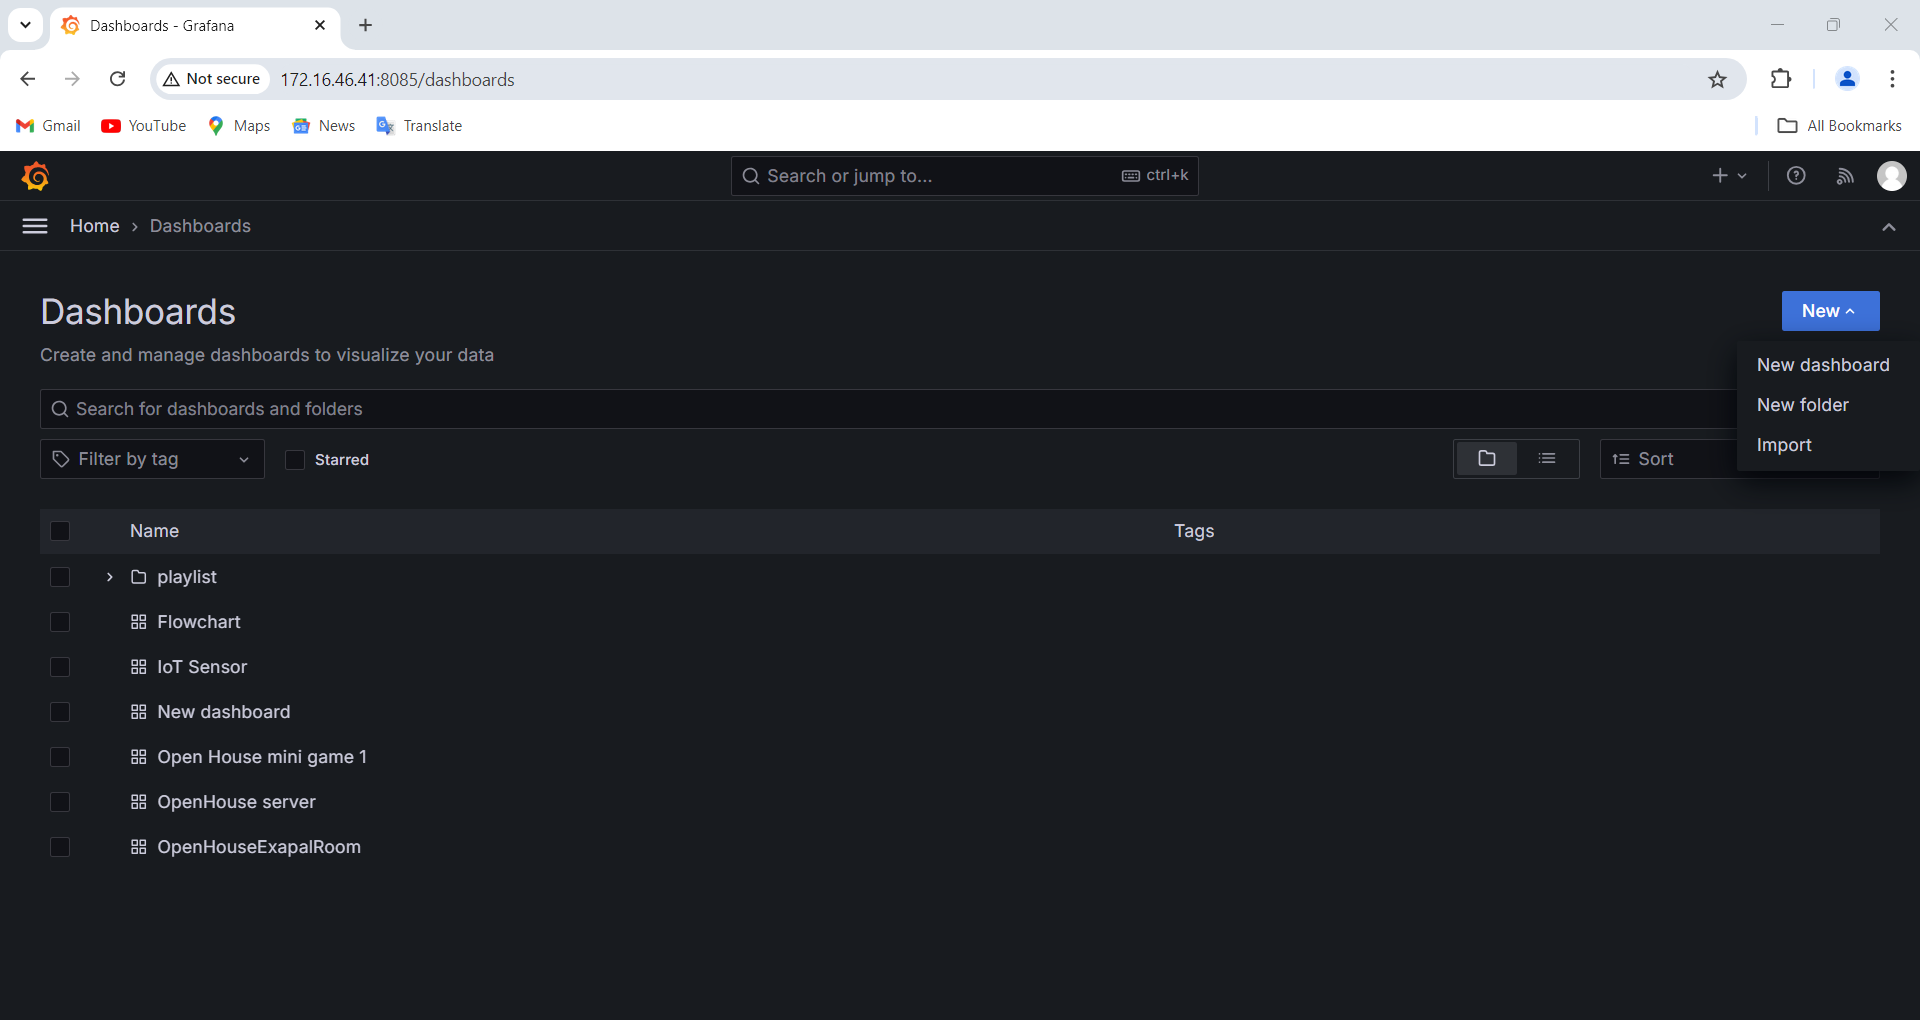 Dashboards - Grafana
Not secure 172.16.46.41:8085/dashboards
Gmail YouTube Maps News Translate All Bookmarks
Search or jump to... ctrl+k
Home › Dashboards
Dashboards
New
Create and manage dashboards to visualize your data
New dashboard
New folder
Import
Search for dashboards and folders
Filter by tag Starred Sort
Name Tags
playlist
Flowchart
IoT Sensor
New dashboard
Open House mini game 1
OpenHouse server
OpenHouseExapalRoom